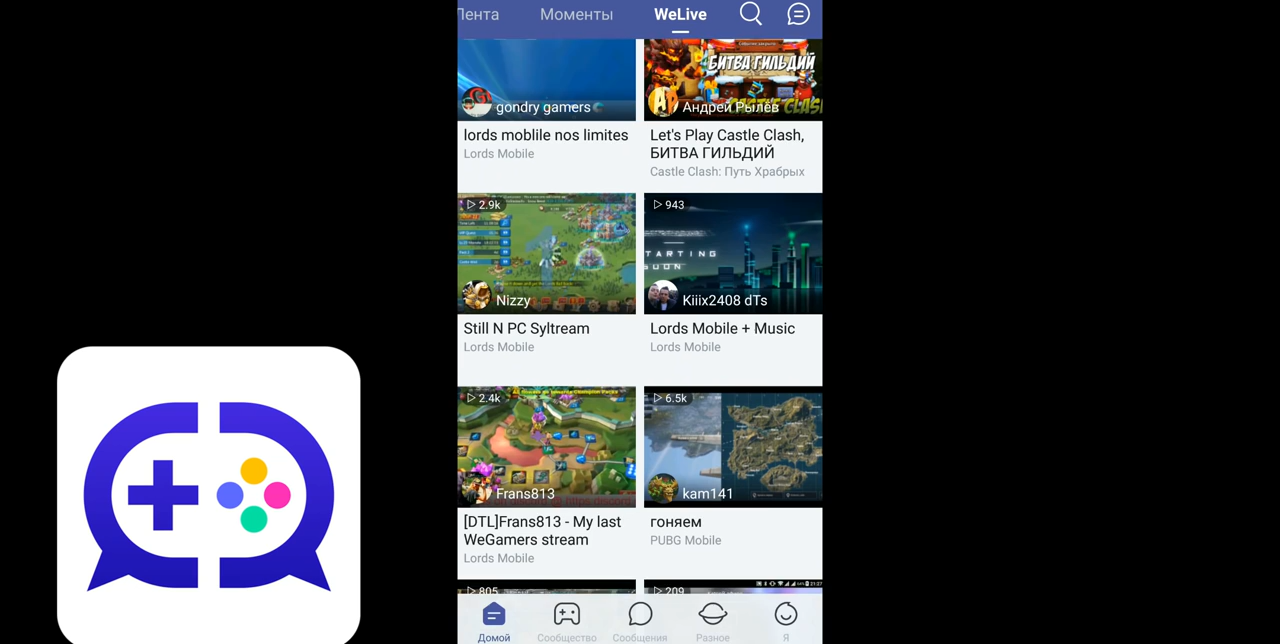 Лента Моменты WeLive
БИТВА ГИЛЬДИЙ
gondry gamers
Андрей Рылёв
lords moblile nos limites
Lords Mobile
Let's Play Castle Clash,
БИТВА ГИЛЬДИЙ
Castle Clash: Путь Храбрых
2.9k
943
Nizzy
Kiiix2408 dTs
Still N PC Syltream
Lords Mobile
Lords Mobile + Music
Lords Mobile
2.4k
6.5k
Frans813
kam141
[DTL]Frans813 - My last
WeGamers stream
Lords Mobile
гоняем
PUBG Mobile
805
209
Домой Сообщество Сообщения Разное Я